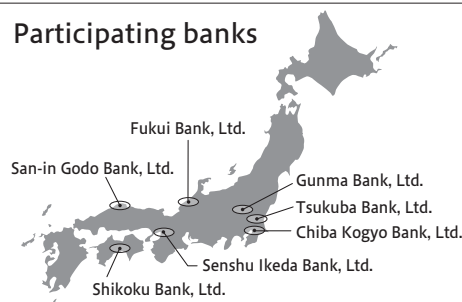 Participating banks
Fukui Bank, Ltd.
San-in Godo Bank, Ltd.
Gunma Bank, Ltd.
Tsukuba Bank, Ltd.
Chiba Kogyo Bank, Ltd.
Senshu Ikeda Bank, Ltd.
Shikoku Bank, Ltd.